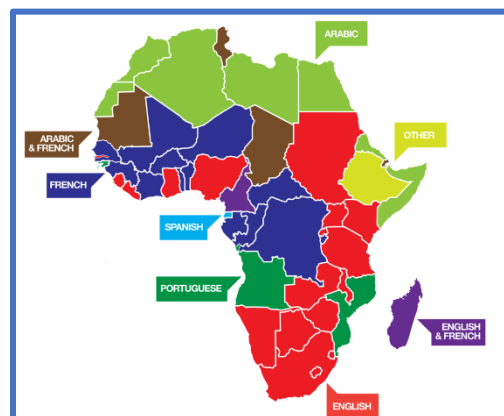 ARABIC
ARABIC
& FRENCH
OTHER
FRENCH
SPANISH
PORTUGUESE
ENGLISH
& FRENCH
ENGLISH